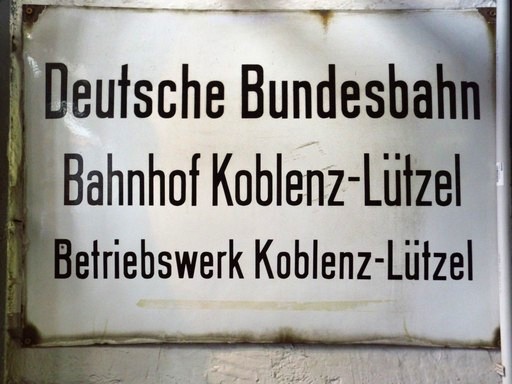 Deutsche Bundesbahn
Bahnhof Koblenz-Lützel
Betriebswerk Koblenz-Lützel